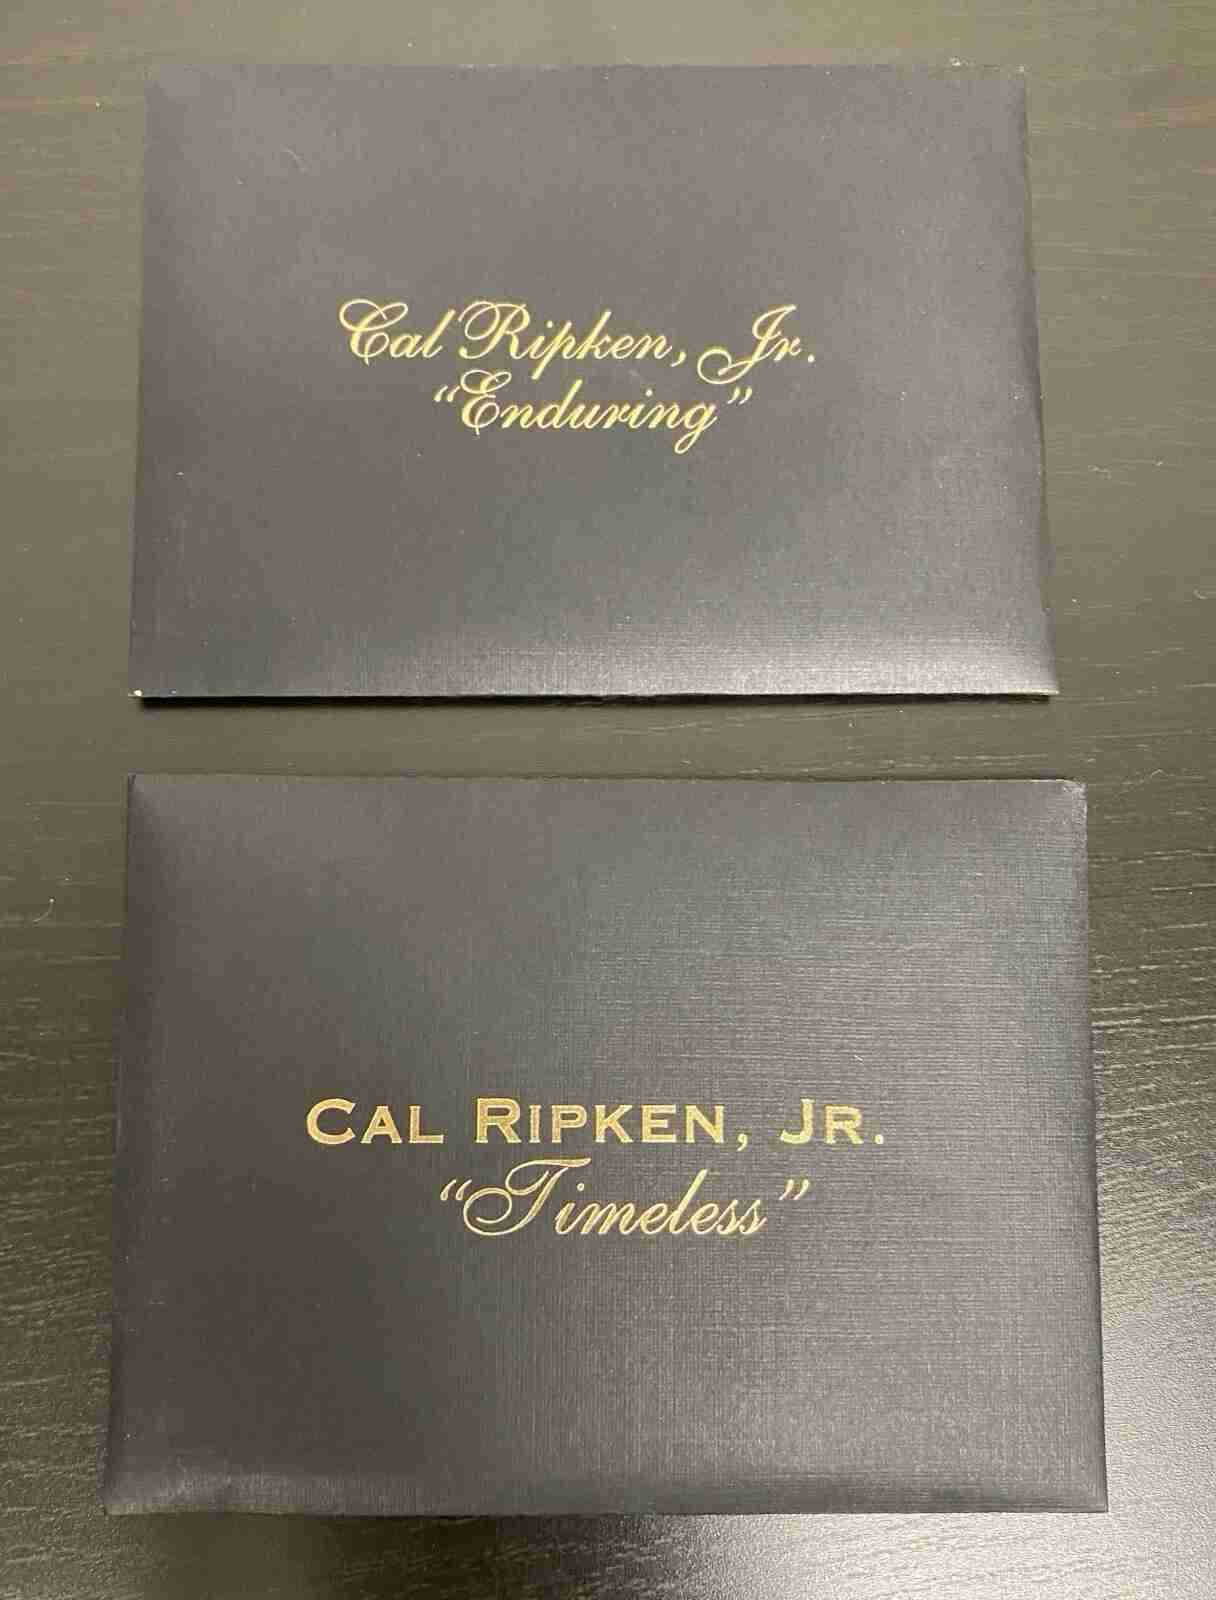 Cal Ripken, Jr.
“Enduring”
CAL RIPKEN, JR.
“Timeless”